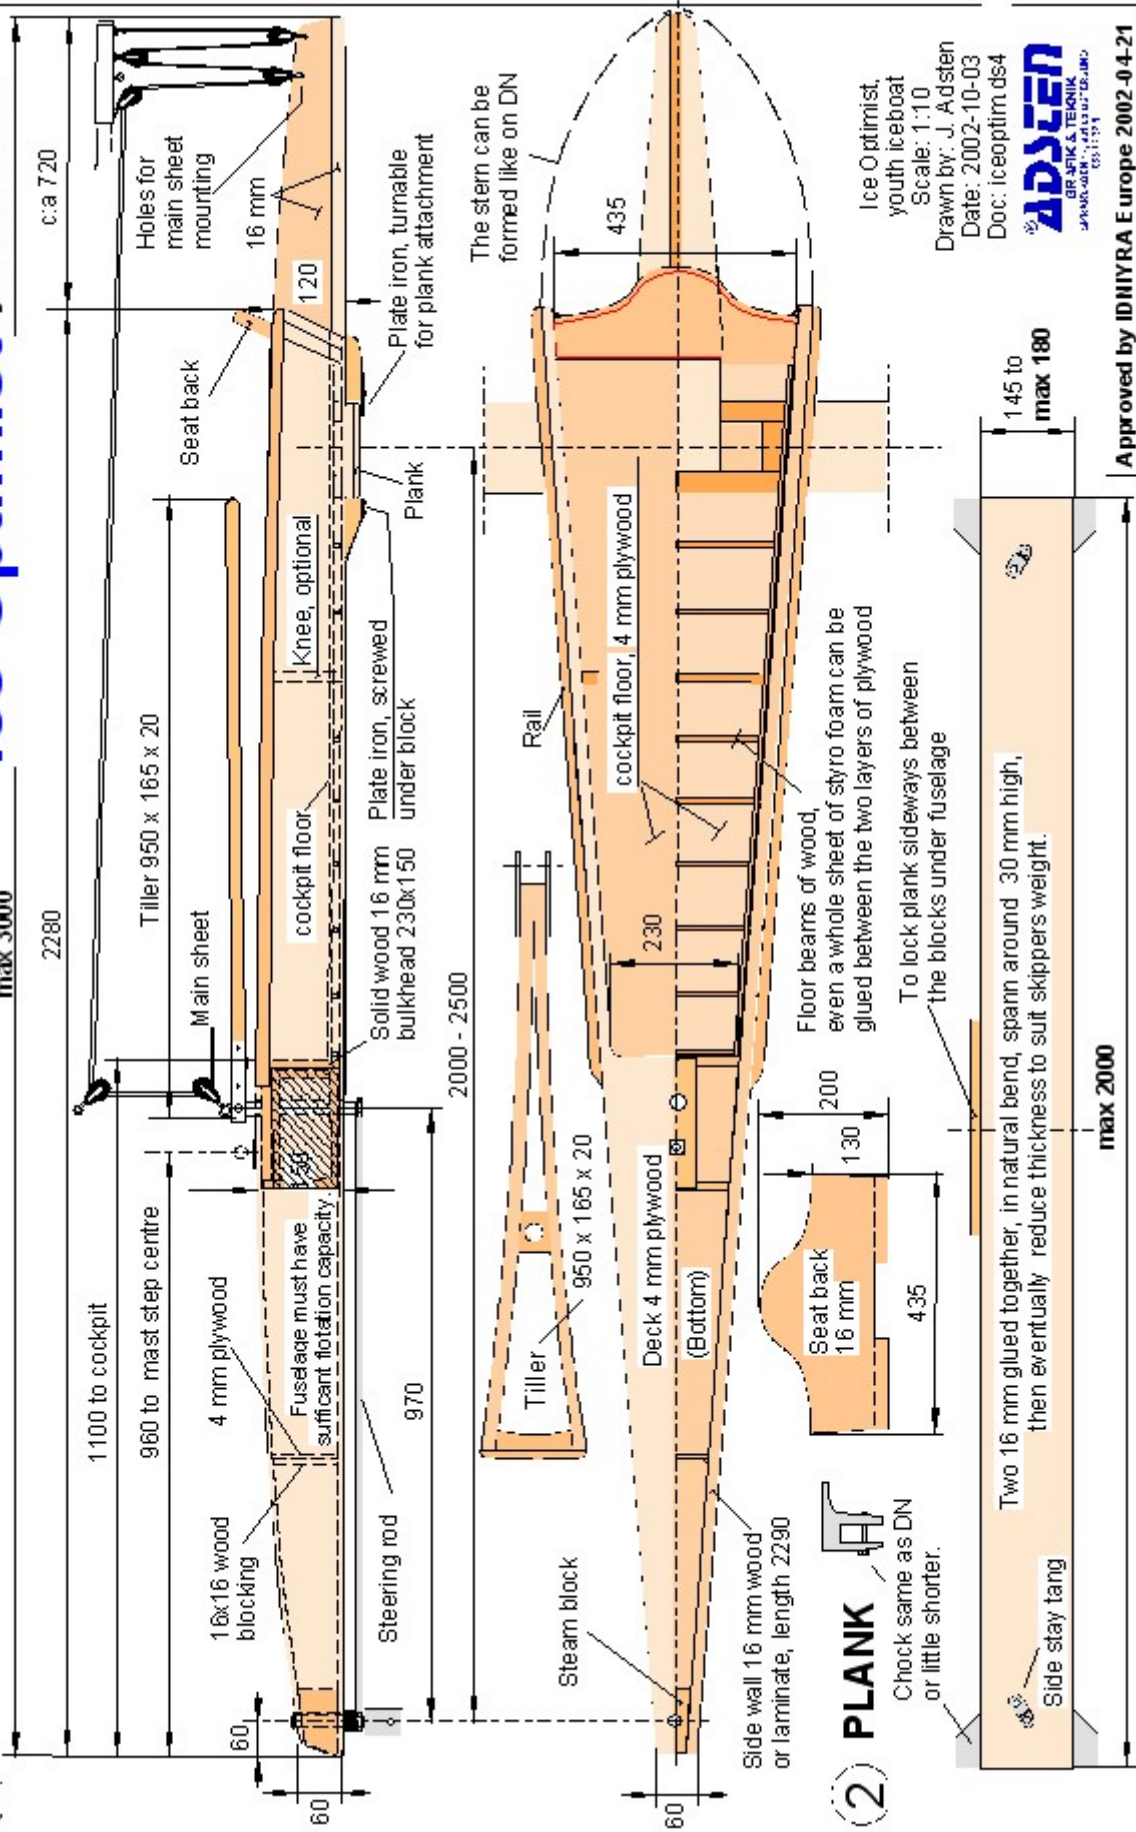 max 3000
2280
c:a 720
1100 to cockpit
960 to mast step centre
Tiller 950 x 165 x 20
Main sheet
Holes for
main sheet
mounting
16 mm
120
Seat back
Plate iron, turnable
for plank attachment
16x16 wood
blocking
4 mm plywood
Fuselage must have
sufficant flotation capacity.
cockpit floor
Knee, optional
60
60
Steering rod
970
Solid wood 16 mm
bulkhead 230x150
Plate iron, screwed
under block
Plank
2000 - 2500
The stern can be
formed like on DN
435
Tiller
950 x 165 x 20
Rail
230
cockpit floor, 4 mm plywood
Deck 4 mm plywood
(Bottom)
Steam block
60
Side wall 16 mm wood
or laminate, length 2290
Floor beams of wood,
even a whole sheet of styro foam can be
glued between the two layers of plywood
Seat back
16 mm
200
130
435
Ice Optimist,
youth iceboat
Scale: 1:10
Drawn by: J. Adsten
Date: 2002-10-03
Doc: iceoptim.ds4
®ADSTEN
GRAFIK & TEKNIK
2 PLANK
Chock same as DN
or little shorter.
To lock plank sideways between
the blocks under fuselage
Two 16 mm glued together, in natural bend, spann around 30 mm high,
then eventually reduce thickness to suit skippers weight.
Side stay tang
145 to
max 180
max 2000
Approved by IDNIYRA Europe 2002-04-21